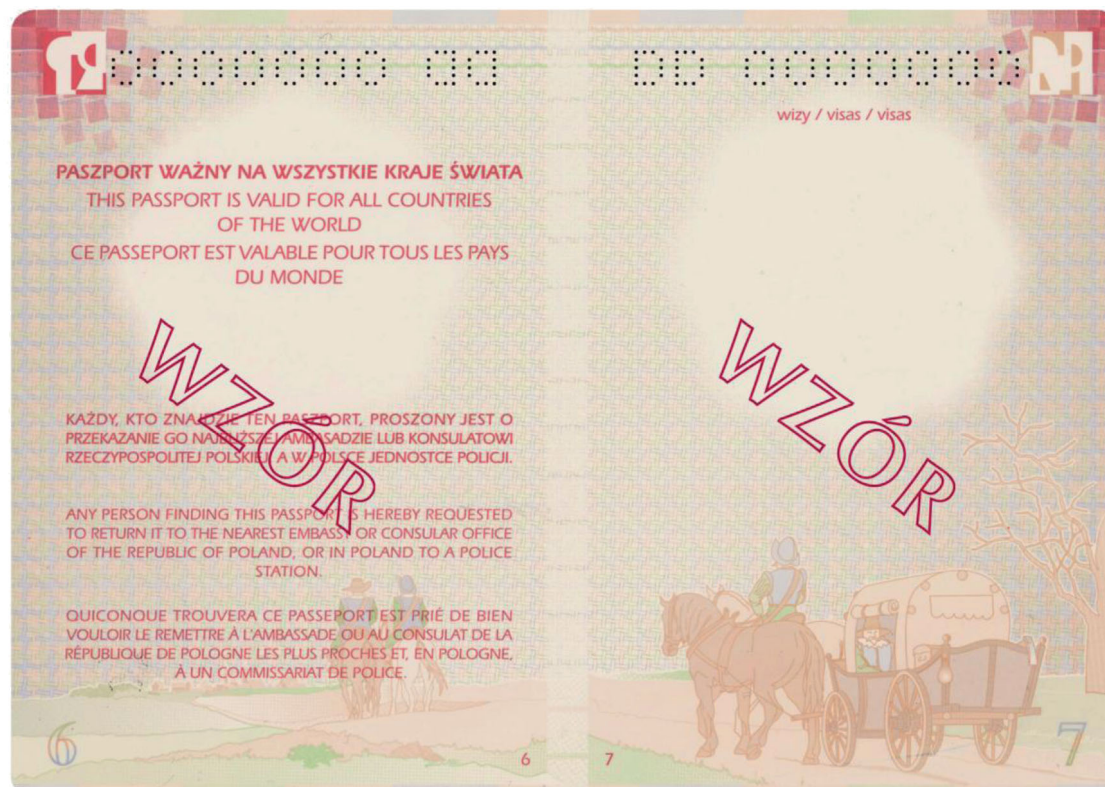 PASZPORT WAŻNY NA WSZYSTKIE KRAJE ŚWIATA
THIS PASSPORT IS VALID FOR ALL COUNTRIES
OF THE WORLD
CE PASSEPORT EST VALABLE POUR TOUS LES PAYS
DU MONDE
WZÓR
KAŻDY, KTO ZNAJDZIE TEN PASZPORT, PROSZONY JEST O
PRZEKAZANIE GO NAJBLIŻSZEJ AMBASADZIE LUB KONSULATOWI
RZECZYPOSPOLITEJ POLSKIEJ, A W POLSCE JEDNOSTCE POLICJI.
ANY PERSON FINDING THIS PASSPORT IS HEREBY REQUESTED
TO RETURN IT TO THE NEAREST EMBASSY OR CONSULAR OFFICE
OF THE REPUBLIC OF POLAND, OR IN POLAND TO A POLICE
STATION.
QUICONQUE TROUVERA CE PASSEPORT EST PRIÉ DE BIEN
VOULOIR LE REMETTRE À L'AMBASSADE OU AU CONSULAT DE LA
RÉPUBLIQUE DE POLOGNE LES PLUS PROCHES ET, EN POLOGNE,
À UN COMMISSARIAT DE POLICE.
6
6
wizy / visas / visas
WZÓR
7
7